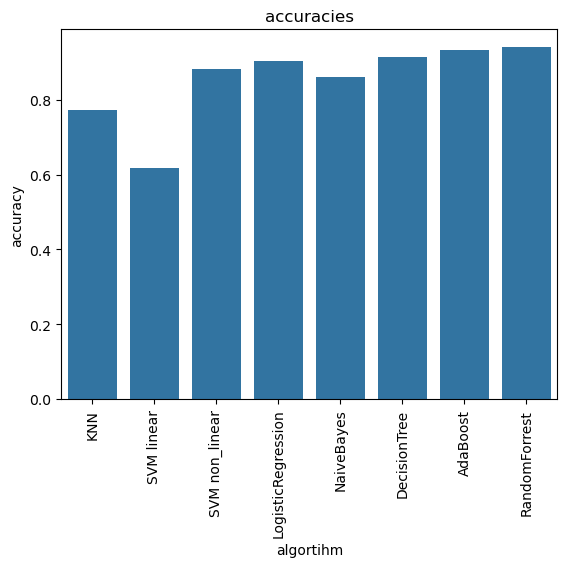 accuracies
accuracy
0.8
0.6
0.4
0.2
0.0
KNN
SVM linear
SVM non_linear
LogisticRegression
NaiveBayes
DecisionTree
AdaBoost
RandomForrest
algortihm